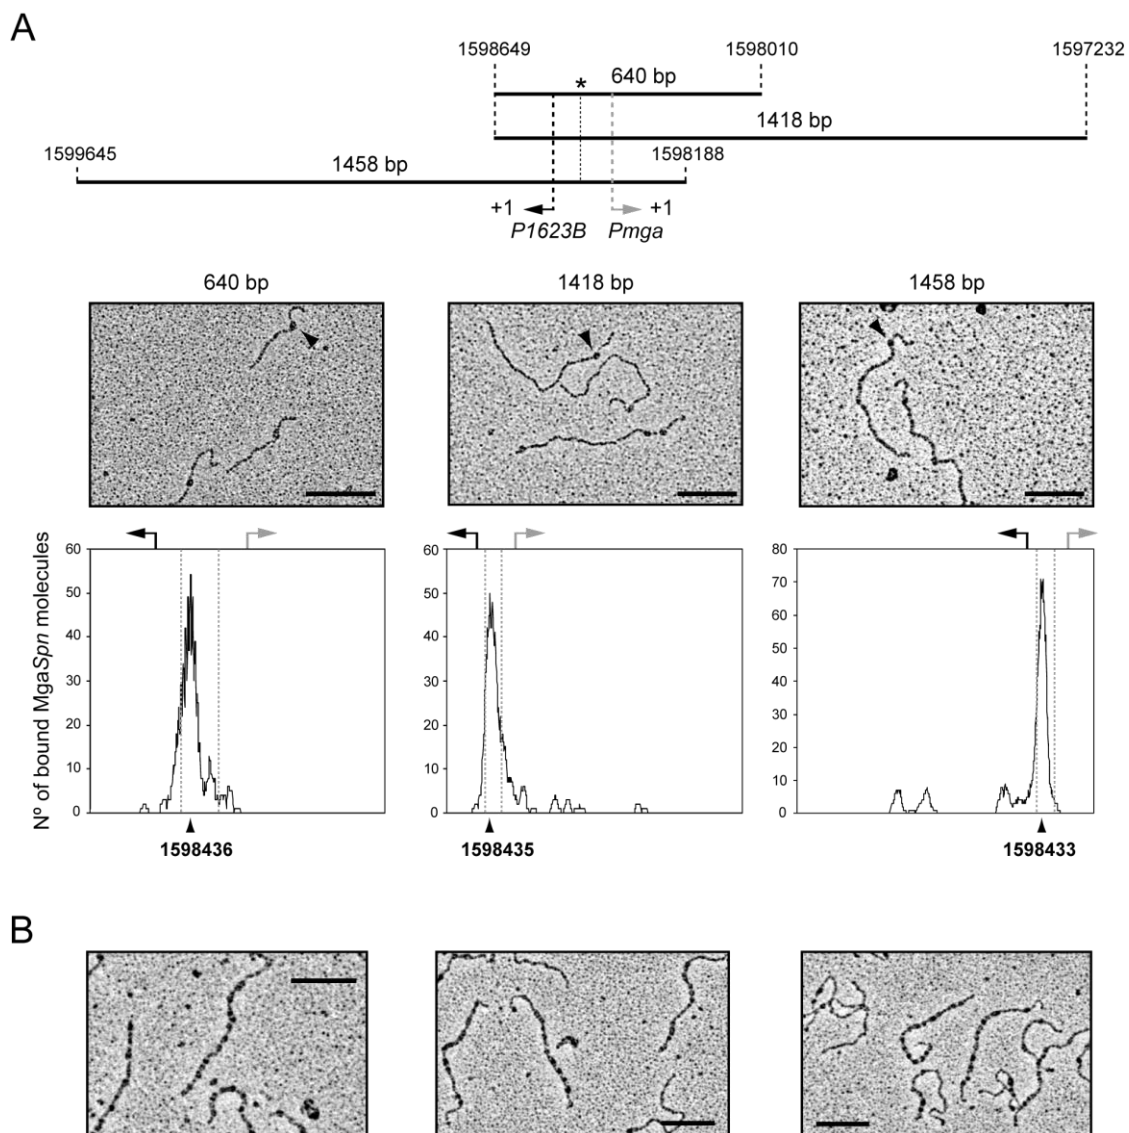 A
1598649 1598010 1597232
* 640 bp
1418 bp
1599645 1458 bp 1598188
+1 +1
P1623B Pmga
640 bp 1418 bp 1458 bp
Nº of bound MgaSpn molecules
60 60 80
50 50 70
40 40 60
30 30 50
20 20 40
10 10 30
0 0 20
10
0
1598436 1598435 1598433
B